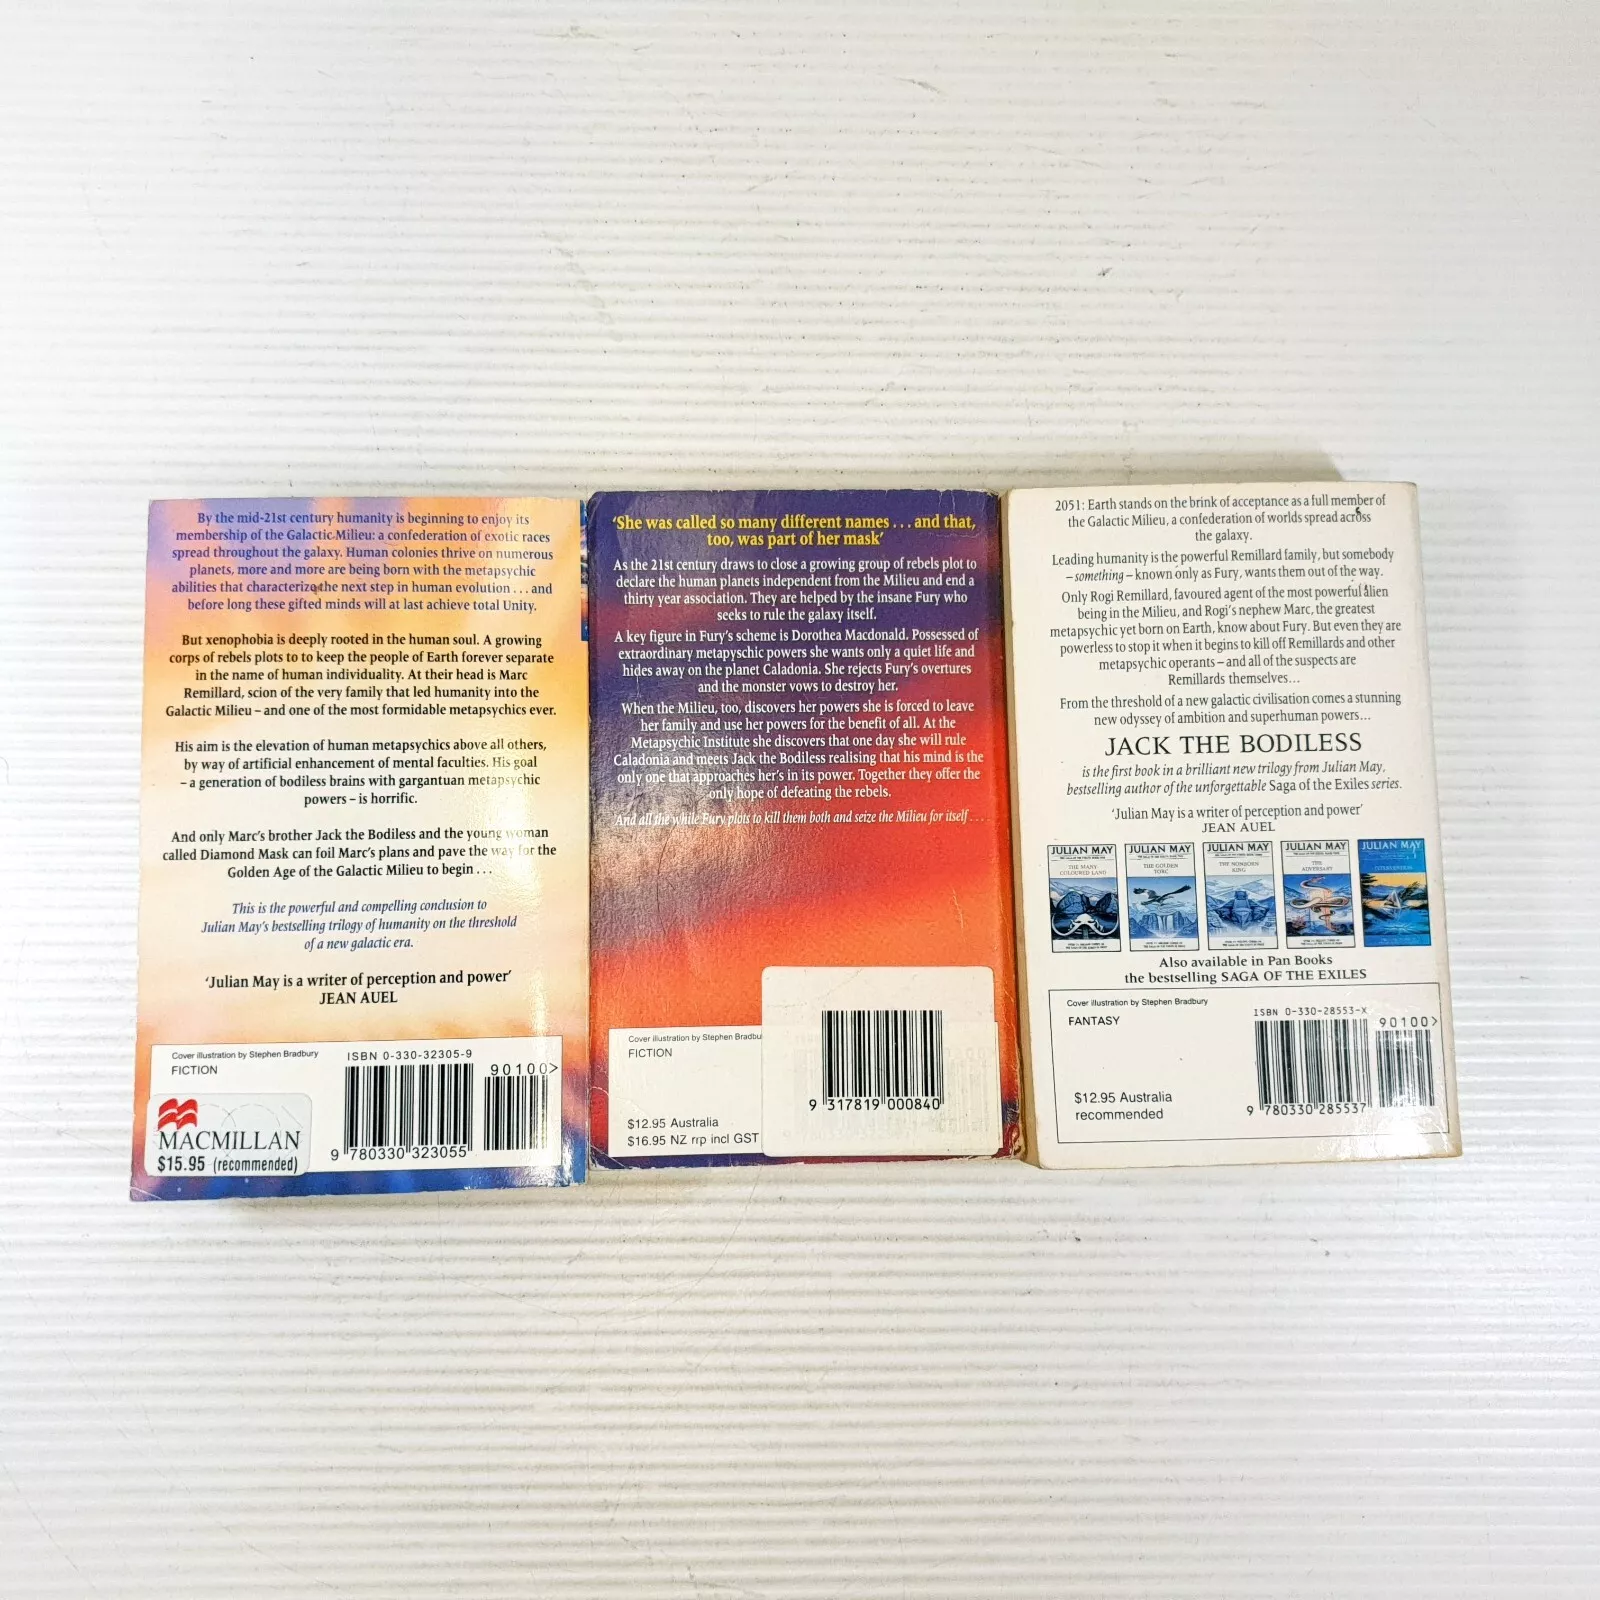 By the mid-21st century humanity is beginning to enjoy its
membership of the Galactic Milieu: a confederation of exotic races
spread throughout the galaxy. Human colonies thrive on numerous
planets, more and more are being born with the metapsychic
abilities that characterize the next step in human evolution . . . and
before long these gifted minds will at last achieve total Unity.
But xenophobia is deeply rooted in the human soul. A growing
corps of rebels plots to to keep the people of Earth forever separate
in the name of human individuality. At their head is Marc
Remillard, scion of the very family that led humanity into the
Galactic Milieu – and one of the most formidable metapsychics ever.
His aim is the elevation of human metapsychics above all others,
by way of artificial enhancement of mental faculties. His goal
– a generation of bodiless brains with gargantuan metapsychic
powers – is horrific.
And only Marc's brother Jack the Bodiless and the young woman
called Diamond Mask can foil Marc's plans and pave the way for the
Golden Age of the Galactic Milieu to begin . . .
This is the powerful and compelling conclusion to
Julian May's bestselling trilogy of humanity on the threshold
of a new galactic era.
'Julian May is a writer of perception and power'
JEAN AUEL
Cover illustration by Stephen Bradbury
FICTION
ISBN 0-330-32305-9
90100>
MACMILLAN
$15.95 (recommended)
9 780330 323055
'She was called so many different names . . . and that,
too, was part of her mask'
As the 21st century draws to close a growing group of rebels plot to
declare the human planets independent from the Milieu and end a
thirty year association. They are helped by the insane Fury who
seeks to rule the galaxy itself.
A key figure in Fury's scheme is Dorothea Macdonald. Possessed of
extraordinary metapyschic powers she wants only a quiet life and
hides away on the planet Caladonia. She rejects Fury's overtures
and the monster vows to destroy her.
When the Milieu, too, discovers her powers she is forced to leave
her family and use her powers for the benefit of all. At the
Metapsychic Institute she discovers that one day she will rule
Caladonia and meets Jack the Bodiless realising that his mind is the
only one that approaches her's in its power. Together they offer the
only hope of defeating the rebels.
And all the while Fury plots to kill them both and seize the Milieu for itself . . . .
Cover illustration by Stephen Bradbu
FICTION
$12.95 Australia
$16.95 NZ rrp incl GST
9 317819 000840
2051: Earth stands on the brink of acceptance as a full member of
the Galactic Milieu, a confederation of worlds spread across
the galaxy.
Leading humanity is the powerful Remillard family, but somebody
– something – known only as Fury, wants them out of the way.
Only Rogi Remillard, favoured agent of the most powerful alien
being in the Milieu, and Rogi's nephew Marc, the greatest
metapsychic yet born on Earth, know about Fury. But even they are
powerless to stop it when it begins to kill off Remillards and other
metapsychic operants – and all of the suspects are
Remillards themselves...
From the threshold of a new galactic civilisation comes a stunning
new odyssey of ambition and superhuman powers...
JACK THE BODILESS
is the first book in a brilliant new trilogy from Julian May,
bestselling author of the unforgettable Saga of the Exiles series.
'Julian May is a writer of perception and power'
JEAN AUEL
JULIAN MAY JULIAN MAY JULIAN MAY JULIAN MAY JULIAN MAY
THE MANY COLOURED LAND
THE GOLDEN TORC
THE NONBORN KING
THE ADVERSARY
INTERVENTION
Also available in Pan Books
the bestselling SAGA OF THE EXILES
Cover illustration by Stephen Bradbury
FANTASY
ISBN 0-330-28553-X
90100>
$12.95 Australia
recommended
9 780330 285537